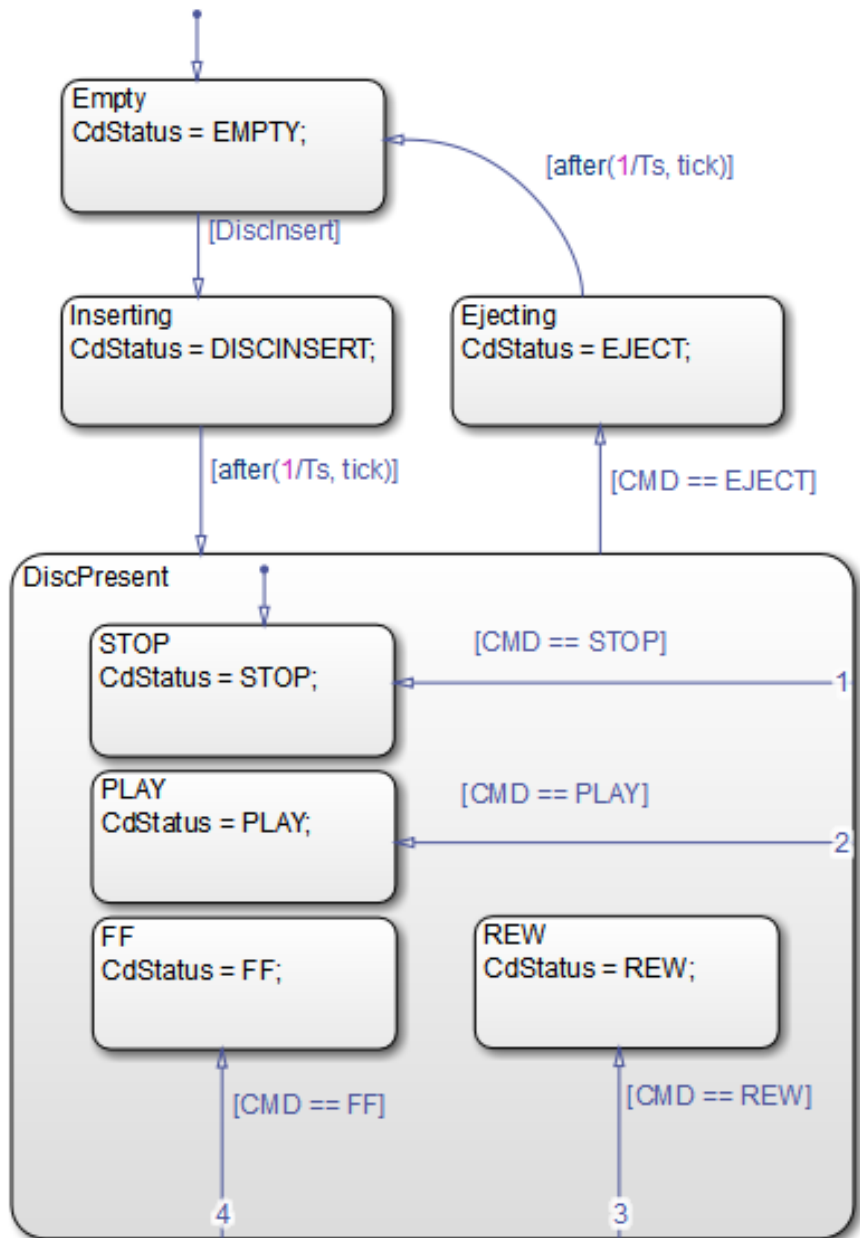 Empty
CdStatus = EMPTY;
[after(1/Ts, tick)]
[DiscInsert]
Inserting
CdStatus = DISCINSERT;
Ejecting
CdStatus = EJECT;
[after(1/Ts, tick)]
[CMD == EJECT]
DiscPresent
STOP
CdStatus = STOP;
[CMD == STOP]
1
PLAY
CdStatus = PLAY;
[CMD == PLAY]
2
FF
CdStatus = FF;
REW
CdStatus = REW;
[CMD == FF]
[CMD == REW]
4
3